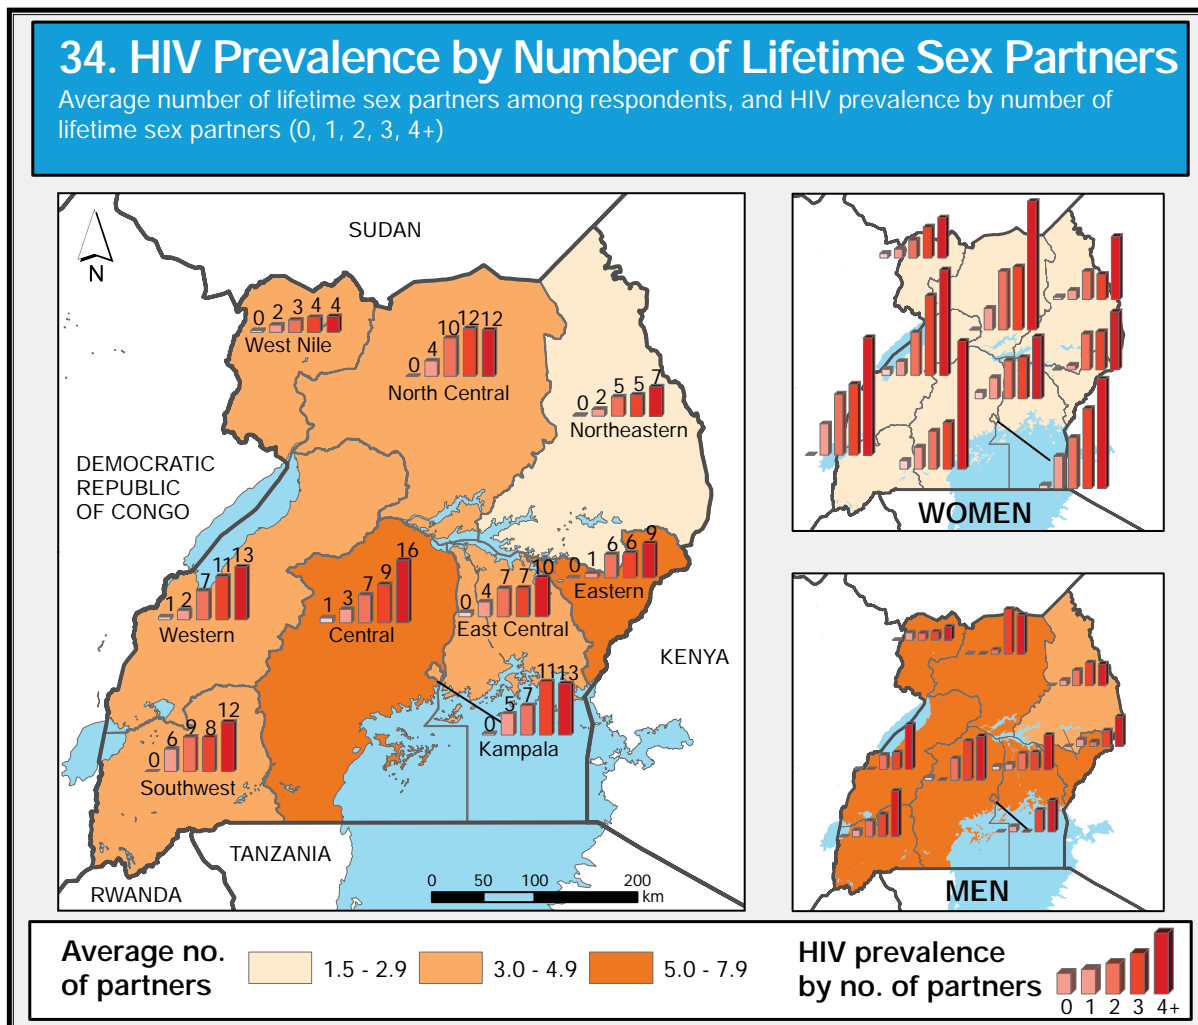 34. HIV Prevalence by Number of Lifetime Sex Partners
Average number of lifetime sex partners among respondents, and HIV prevalence by number of
lifetime sex partners (0, 1, 2, 3, 4+)
SUDAN
N
0 2 3 4 4
West Nile
0 4 10 12 12
North Central
0 2 5 5 7
Northeastern
DEMOCRATIC
REPUBLIC
OF CONGO
1 2 7 11 13
Western
1 3 7 9 16
Central
0 4 7 7 10
East Central
0 1 6 6 9
Eastern
KENYA
0 6 9 8 12
Southwest
0 5 7 11 13
Kampala
TANZANIA
RWANDA
0 50 100 200
km
WOMEN
MEN
Average no.
of partners
1.5 - 2.9
3.0 - 4.9
5.0 - 7.9
HIV prevalence
by no. of partners
0 1 2 3 4+